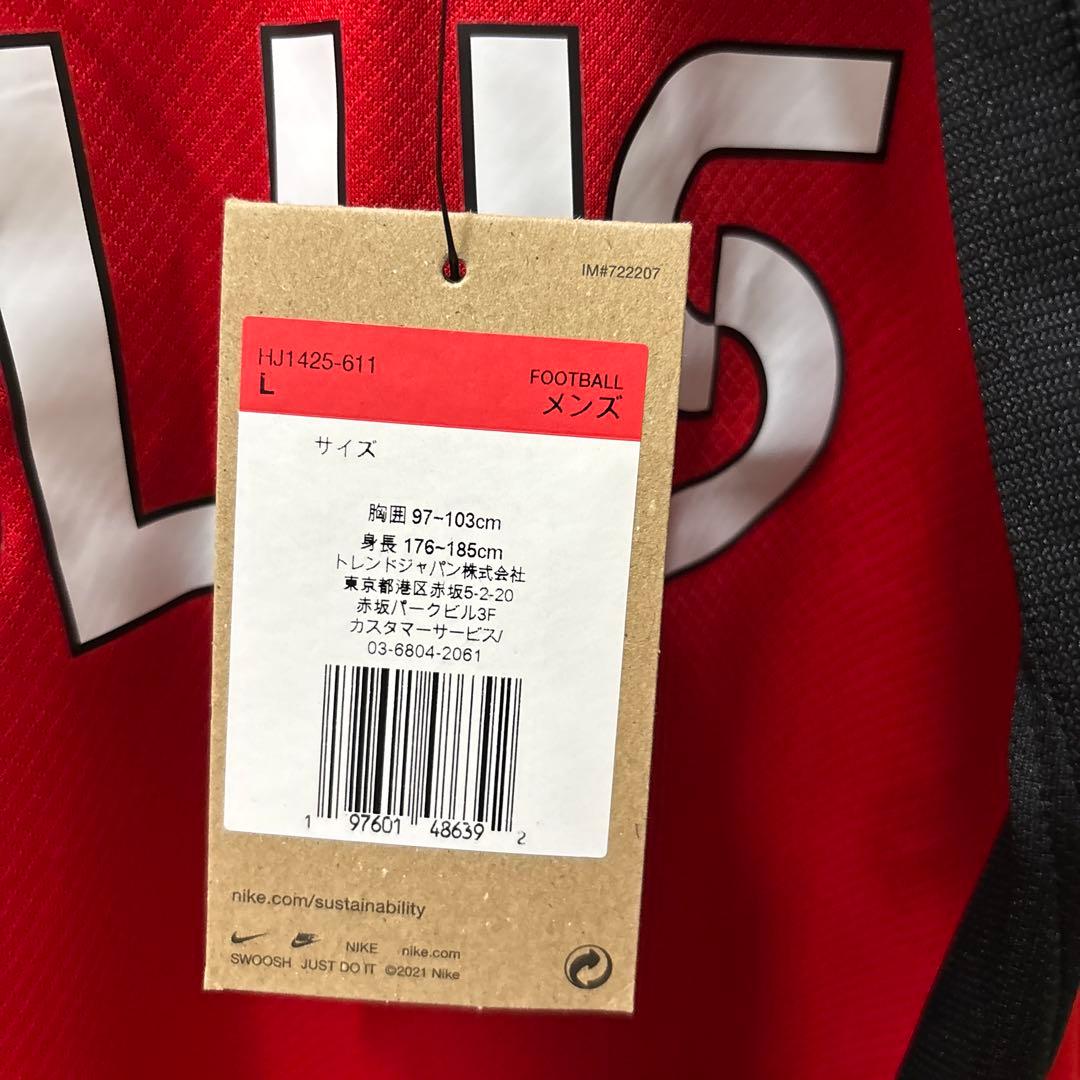 IM#722207
HJ1425-611
L
FOOTBALL
メンズ
サイズ
胸囲 97~103cm
身長 176~185cm
トレンドジャパン株式会社
東京都港区赤坂5-2-20
赤坂パークビル3F
カスタマーサービス/
03-6804-2061
1 97601 48639 2
nike.com/sustainability
NIKE nike.com
SWOOSH JUST DO IT ©2021 Nike